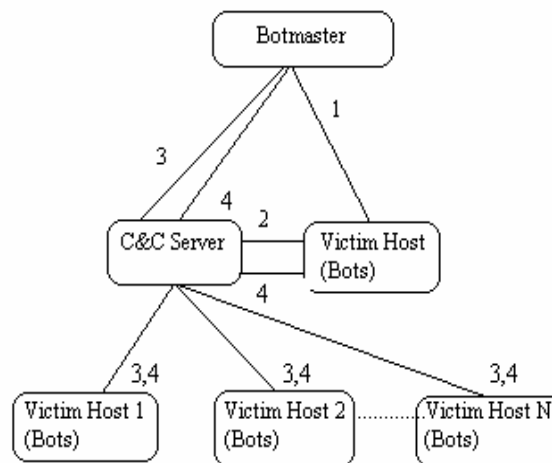 Botmaster
1
3
4
2
C&C Server
Victim Host
(Bots)
4
3,4
3,4
3,4
Victim Host 1
(Bots)
Victim Host 2
(Bots)
Victim Host N
(Bots)